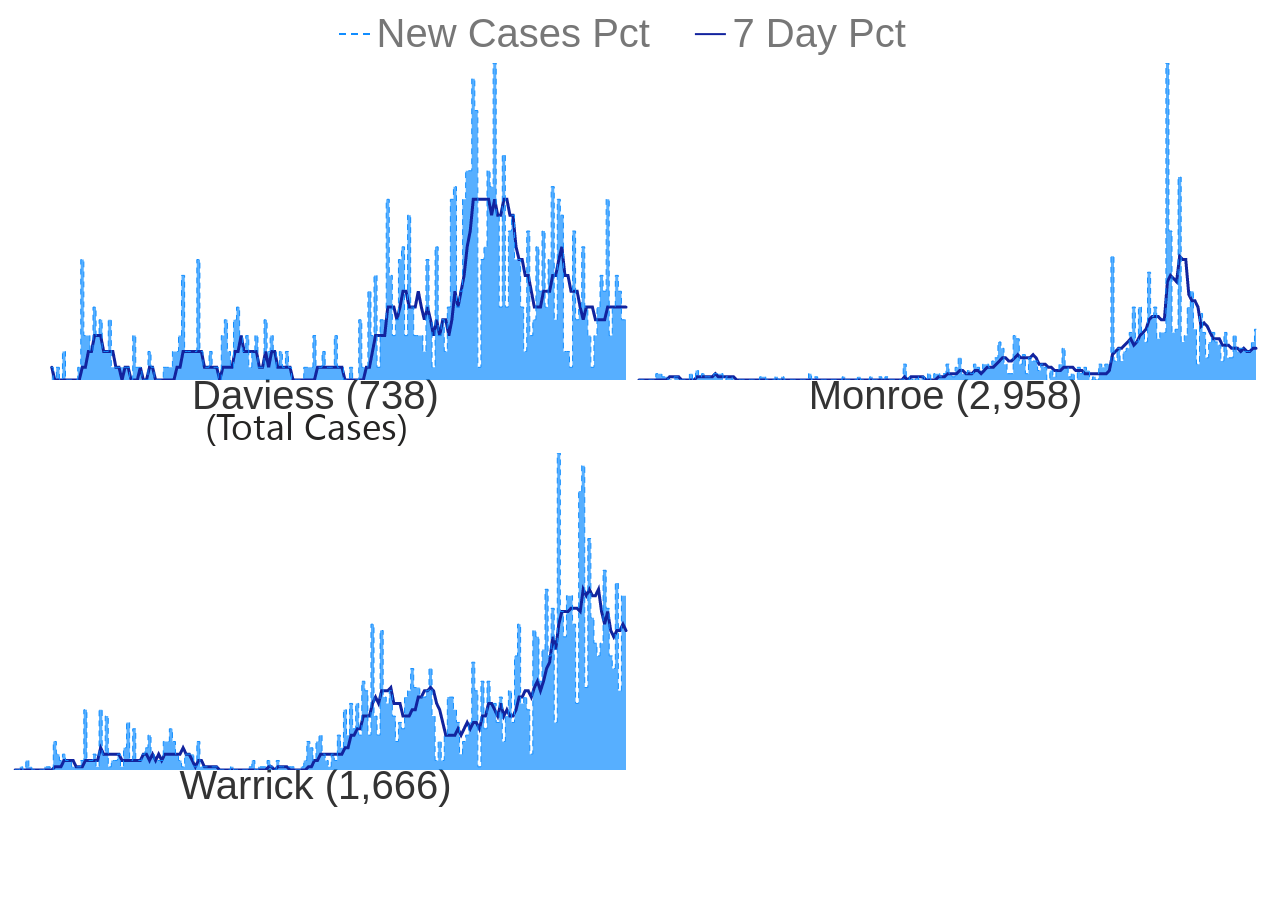 New Cases Pct 7 Day Pct
Daviess (738) Monroe (2,958)
(Total Cases)
Warrick (1,666)